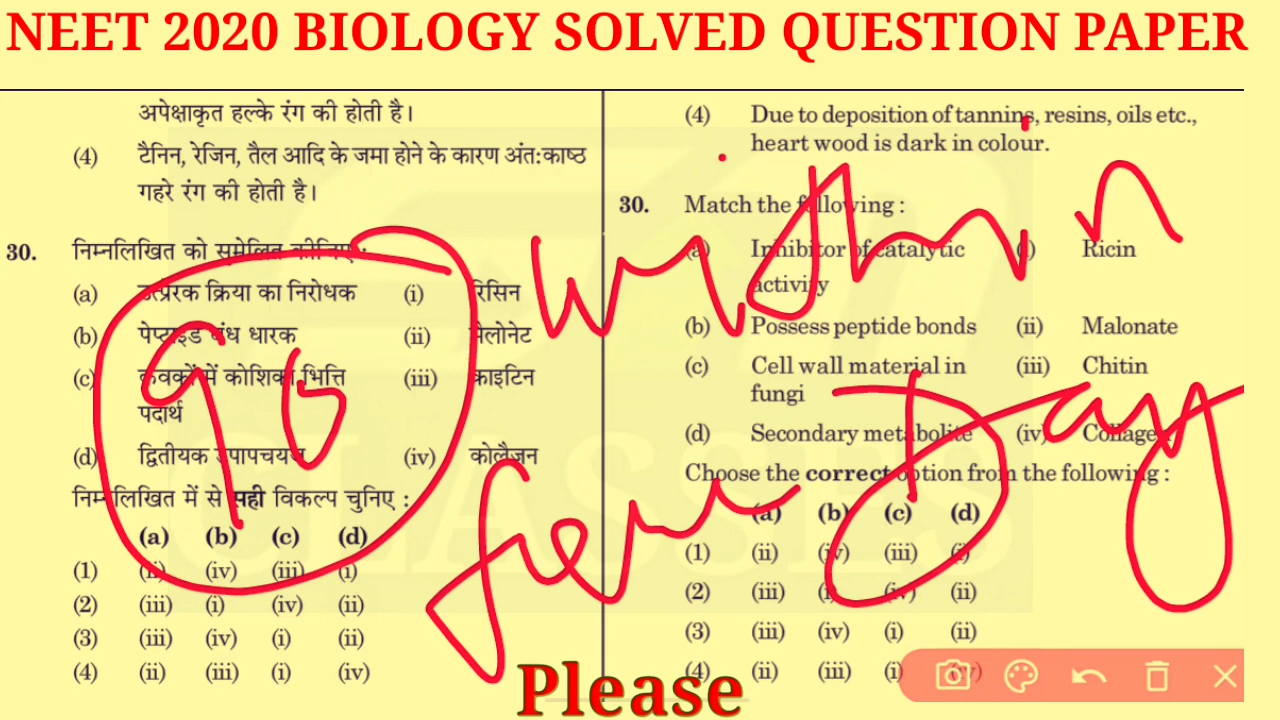 NEET 2020 BIOLOGY SOLVED QUESTION PAPER
अपेक्षाकृत हल्के रंग की होती है।
(4) टैनिन, रेजिन, तैल आदि के जमा होने के कारण अंत:काष्ठ
गहरे रंग की होती है।
30. निम्नलिखित को सुमेलित कीजिए :
(a) उत्प्रेरक क्रिया का निरोधक (i) रिसिन
(b) पेप्टाइड बंध धारक (ii) मेलोनेट
(c) कवकों में कोशिका भित्ति (iii) काइटिन
पदार्थ
(d) द्वितीयक उपापचयज (iv) कोलैजन
निम्नलिखित में से सही विकल्प चुनिए :
(a) (b) (c) (d)
(1) (ii) (iv) (iii) (i)
(2) (iii) (i) (iv) (ii)
(3) (iii) (iv) (i) (ii)
(4) (ii) (iii) (i) (iv)
(4) Due to deposition of tannins, resins, oils etc.,
heart wood is dark in colour.
30. Match the following :
(a) Inhibitor of catalytic (i) Ricin
activity
(b) Possess peptide bonds (ii) Malonate
(c) Cell wall material in (iii) Chitin
fungi
(d) Secondary metabolite (iv) Collagen
Choose the correct option from the following :
(a) (b) (c) (d)
(1) (ii) (iv) (iii) (i)
(2) (iii) (i) (iv) (ii)
(3) (iii) (iv) (i) (ii)
(4) (ii) (iii) (i) (iv)
within
90
few Day
Please